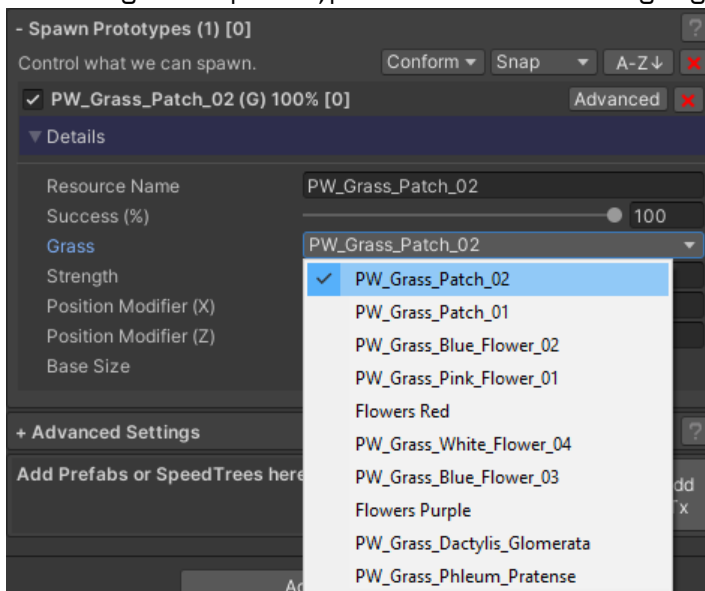 - Spawn Prototypes (1) [0]
?
Control what we can spawn. Conform Snap A-Z↓
PW_Grass_Patch_02 (G) 100% [0] Advanced
Details
Resource Name PW_Grass_Patch_02
Success (%) 100
Grass PW_Grass_Patch_02
Strength PW_Grass_Patch_02
Position Modifier (X) PW_Grass_Patch_01
Position Modifier (Z) PW_Grass_Blue_Flower_02
Base Size PW_Grass_Pink_Flower_01
Flowers Red
+ Advanced Settings PW_Grass_White_Flower_04 ?
Add Prefabs or SpeedTrees here PW_Grass_Blue_Flower_03
Flowers Purple
PW_Grass_Dactylis_Glomerata
PW_Grass_Phleum_Pratense